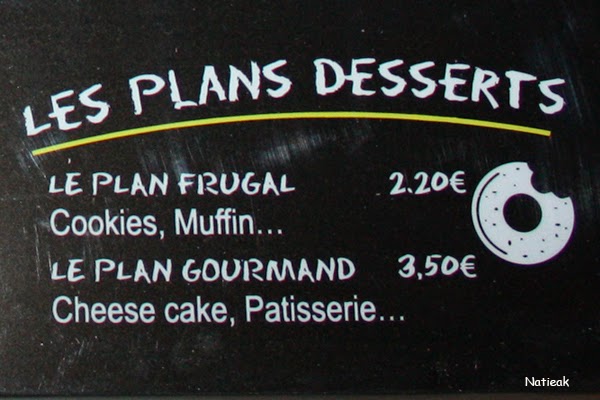 LES PLANS DESSERTS
LE PLAN FRUGAL 2.20€
Cookies, Muffin...
LE PLAN GOURMAND 3,50€
Cheese cake, Patisserie...
Natieak